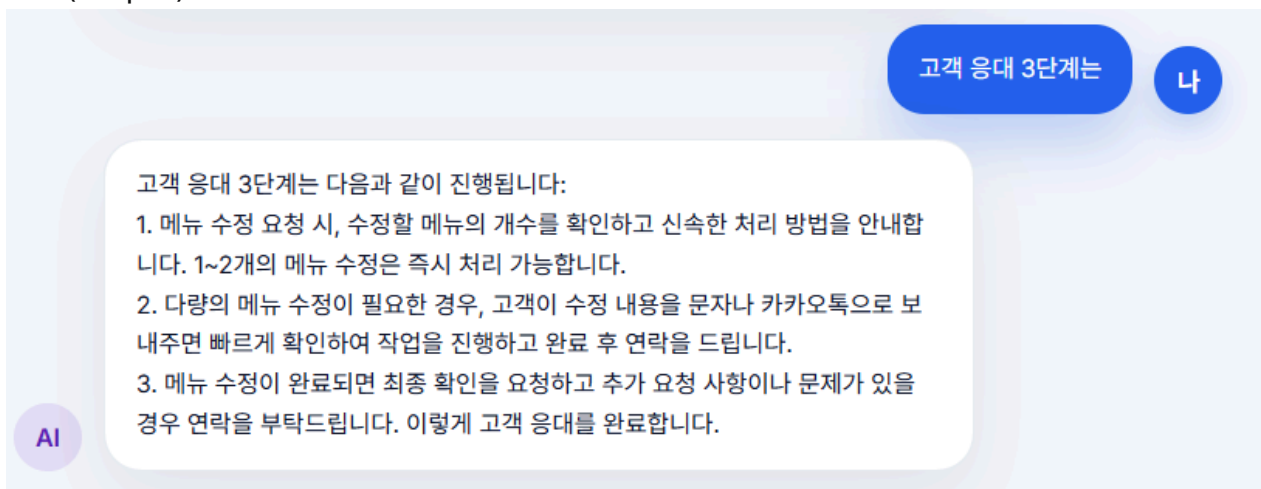 고객 응대 3단계는
나
고객 응대 3단계는 다음과 같이 진행됩니다:
1. 메뉴 수정 요청 시, 수정할 메뉴의 개수를 확인하고 신속한 처리 방법을 안내합
니다. 1~2개의 메뉴 수정은 즉시 처리 가능합니다.
2. 다량의 메뉴 수정이 필요한 경우, 고객이 수정 내용을 문자나 카카오톡으로 보
내주면 빠르게 확인하여 작업을 진행하고 완료 후 연락을 드립니다.
3. 메뉴 수정이 완료되면 최종 확인을 요청하고 추가 요청 사항이나 문제가 있을
경우 연락을 부탁드립니다. 이렇게 고객 응대를 완료합니다.
AI